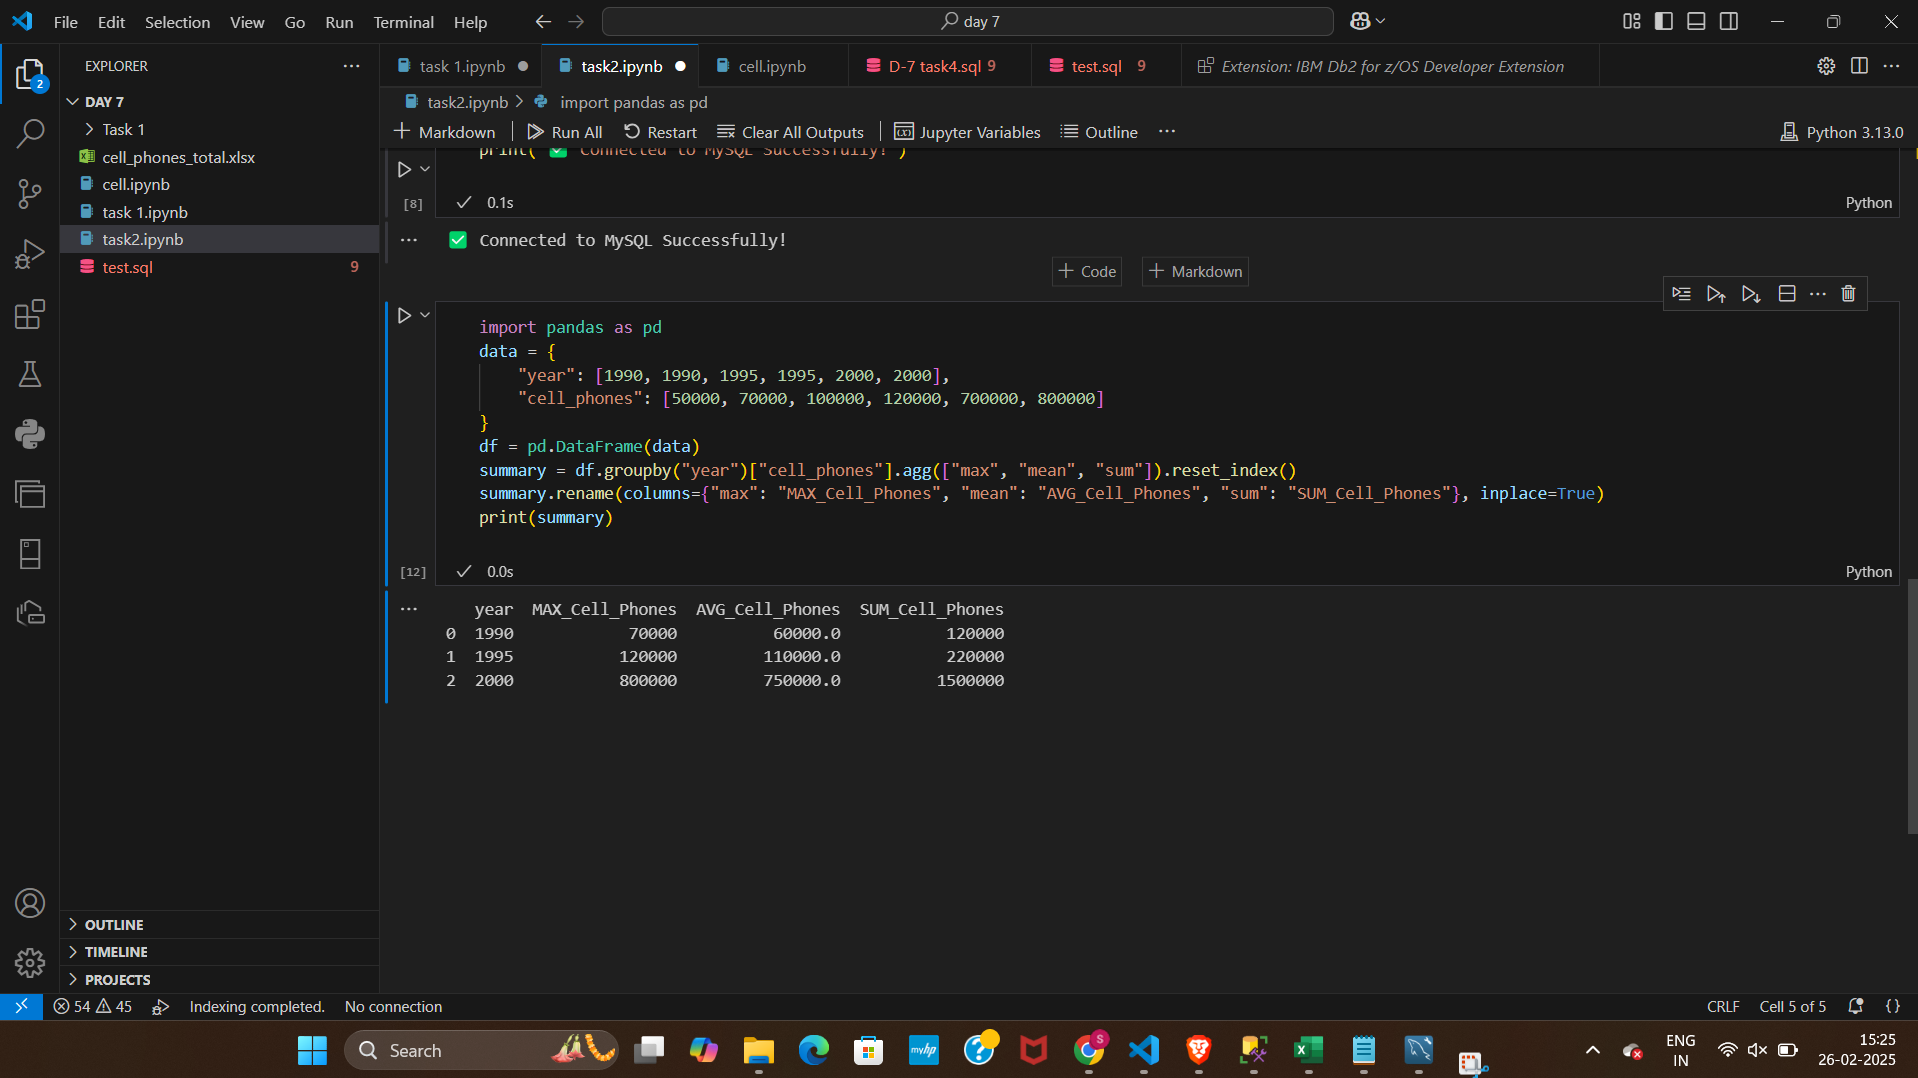 File Edit Selection View Go Run Terminal Help
day 7
EXPLORER
DAY 7
Task 1
cell_phones_total.xlsx
cell.ipynb
task 1.ipynb
task2.ipynb
test.sql 9
2
task 1.ipynb
task2.ipynb
cell.ipynb
D-7 task4.sql 9
test.sql 9
Extension: IBM Db2 for z/OS Developer Extension
task2.ipynb > import pandas as pd
+ Markdown Run All Restart Clear All Outputs Jupyter Variables Outline ...
Python 3.13.0
print("✅ Connected to MySQL Successfully!")
[8] ✓ 0.1s Python
✅ Connected to MySQL Successfully!
+ Code + Markdown
import pandas as pd
data = {
"year": [1990, 1990, 1995, 1995, 2000, 2000],
"cell_phones": [50000, 70000, 100000, 120000, 700000, 800000]
}
df = pd.DataFrame(data)
summary = df.groupby("year")["cell_phones"].agg(["max", "mean", "sum"]).reset_index()
summary.rename(columns={"max": "MAX_Cell_Phones", "mean": "AVG_Cell_Phones", "sum": "SUM_Cell_Phones"}, inplace=True)
print(summary)
[12] ✓ 0.0s Python
year MAX_Cell_Phones AVG_Cell_Phones SUM_Cell_Phones
0 1990 70000 60000.0 120000
1 1995 120000 110000.0 220000
2 2000 800000 750000.0 1500000
OUTLINE
TIMELINE
PROJECTS
54 45 Indexing completed. No connection
CRLF Cell 5 of 5 {}
Search
myhp
S
ENG
IN
15:25
26-02-2025